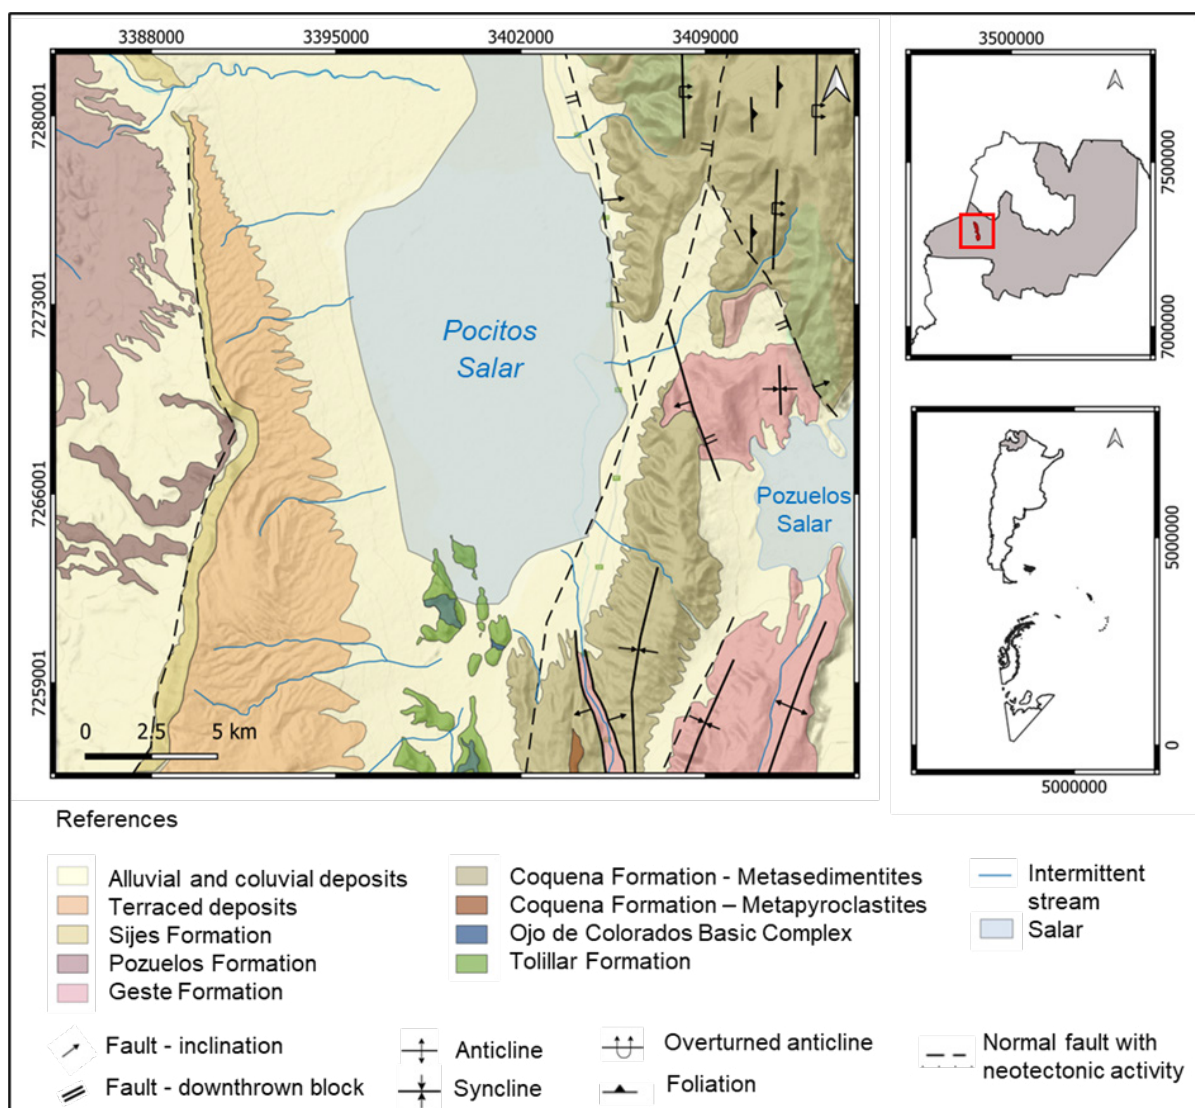 3388000
3395000
3402000
3409000
7280001
7273001
7266001
7259001
Pocitos
Salar
Pozuelos
Salar
0
2.5
5 km
3500000
7500000
7000000
5000000
0
5000000
References
Alluvial and coluvial deposits
Terraced deposits
Sijes Formation
Pozuelos Formation
Geste Formation
Coquena Formation - Metasedimentites
Coquena Formation – Metapyroclastites
Ojo de Colorados Basic Complex
Tolillar Formation
Intermittent
stream
Salar
Fault - inclination
Fault - downthrown block
Anticline
Syncline
Overturned anticline
Foliation
Normal fault with
neotectonic activity